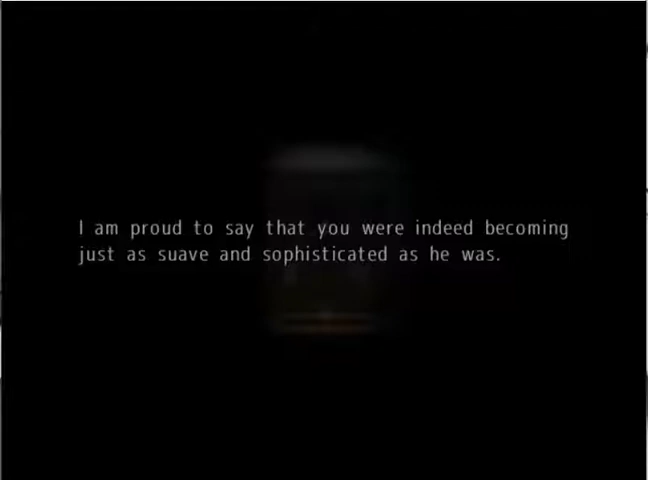 I am proud to say that you were indeed becoming
just as suave and sophisticated as he was.